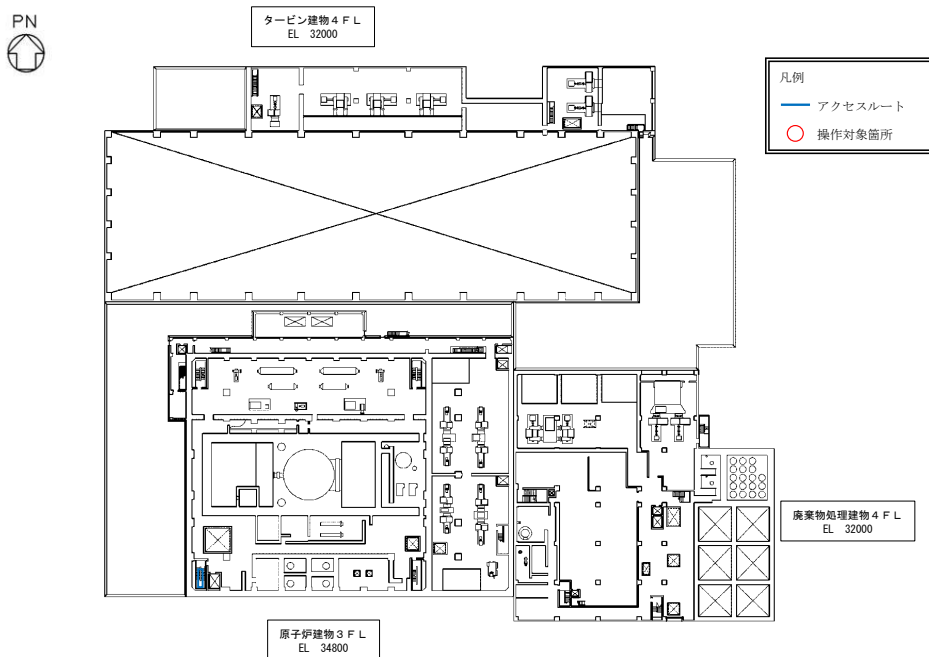 PN
タービン建物4FL
EL 32000
凡例
アクセスルート
操作対象箇所
廃棄物処理建物4FL
EL 32000
原子炉建物3FL
EL 34800